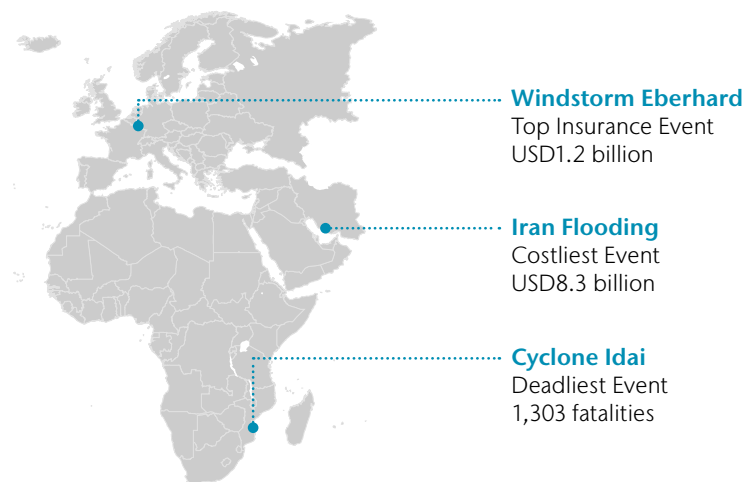 Windstorm Eberhard
Top Insurance Event
USD1.2 billion
Iran Flooding
Costliest Event
USD8.3 billion
Cyclone Idai
Deadliest Event
1,303 fatalities